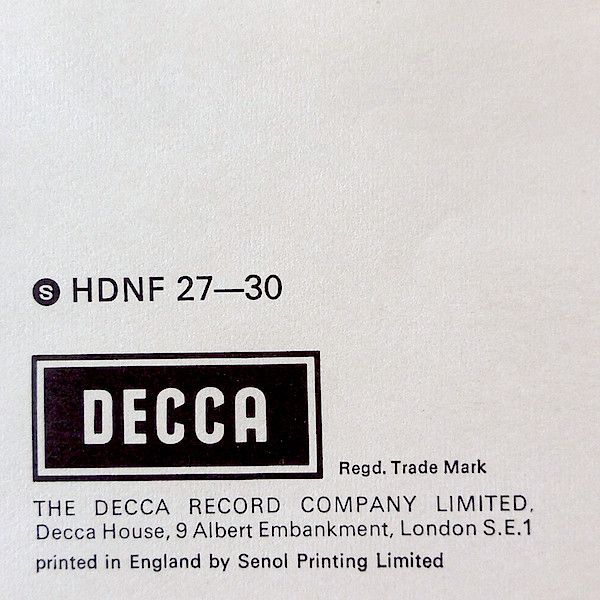 S HDNF 27—30
DECCA
Regd. Trade Mark
THE DECCA RECORD COMPANY LIMITED,
Decca House, 9 Albert Embankment, London S.E.1
printed in England by Senol Printing Limited